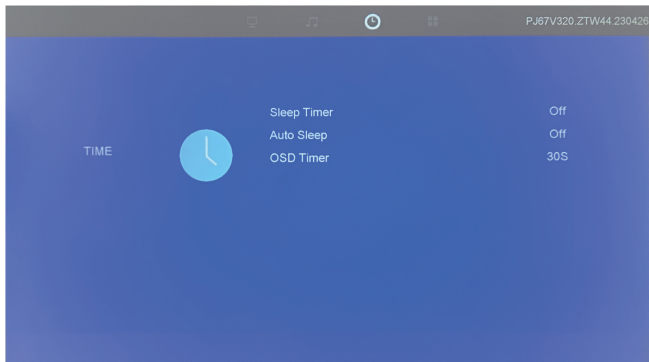 PJ67V320.ZTW44.230426
Sleep Timer Off
Auto Sleep Off
TIME
OSD Timer 30S